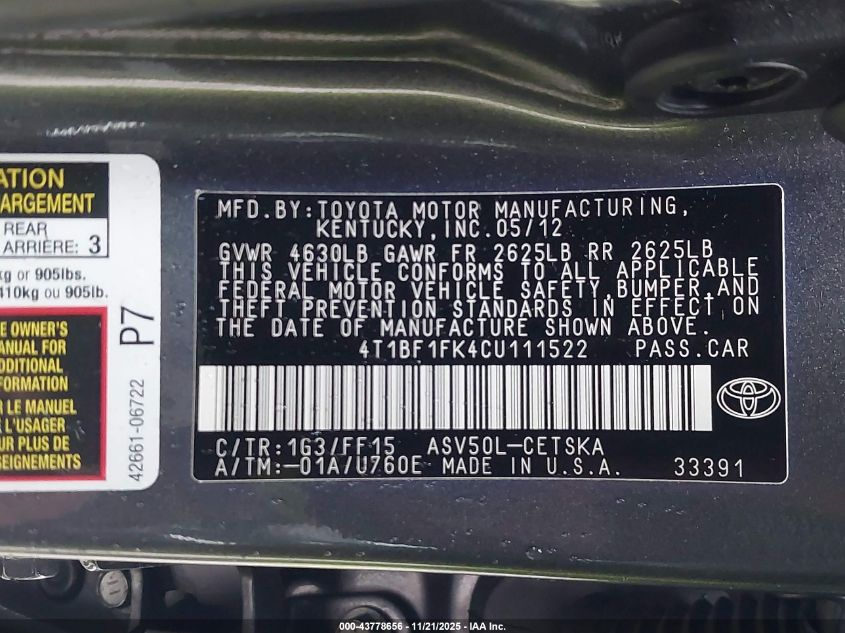 ATION
ARGEMENT
REAR
ARRIÈRE: 3
kg or 905lbs.
410kg ou 905lb.
E OWNER'S
ANUAL FOR
DDITIONAL
FORMATION
R LE MANUEL
L'USAGER
UR PLUS DE
SEIGNEMENTS
P7
42661-06722
MFD.BY:TOYOTA MOTOR MANUFACTURING,
KENTUCKY,INC.05/12
GVWR 4630LB GAWR FR 2625LB RR 2625LB
THIS VEHICLE CONFORMS TO ALL APPLICABLE
FEDERAL MOTOR VEHICLE SAFETY,BUMPER,AND
THEFT PREVENTION STANDARDS IN EFFECT ON
THE DATE OF MANUFACTURE SHOWN ABOVE.
4T1BF1FK4CU111522 PASS.CAR
C/TR:1G3/FF15 ASV50L-CETSKA
A/TM:-01A/U760E MADE IN U.S.A. 33391
000-43778656 - 11/21/2025 - IAA Inc.